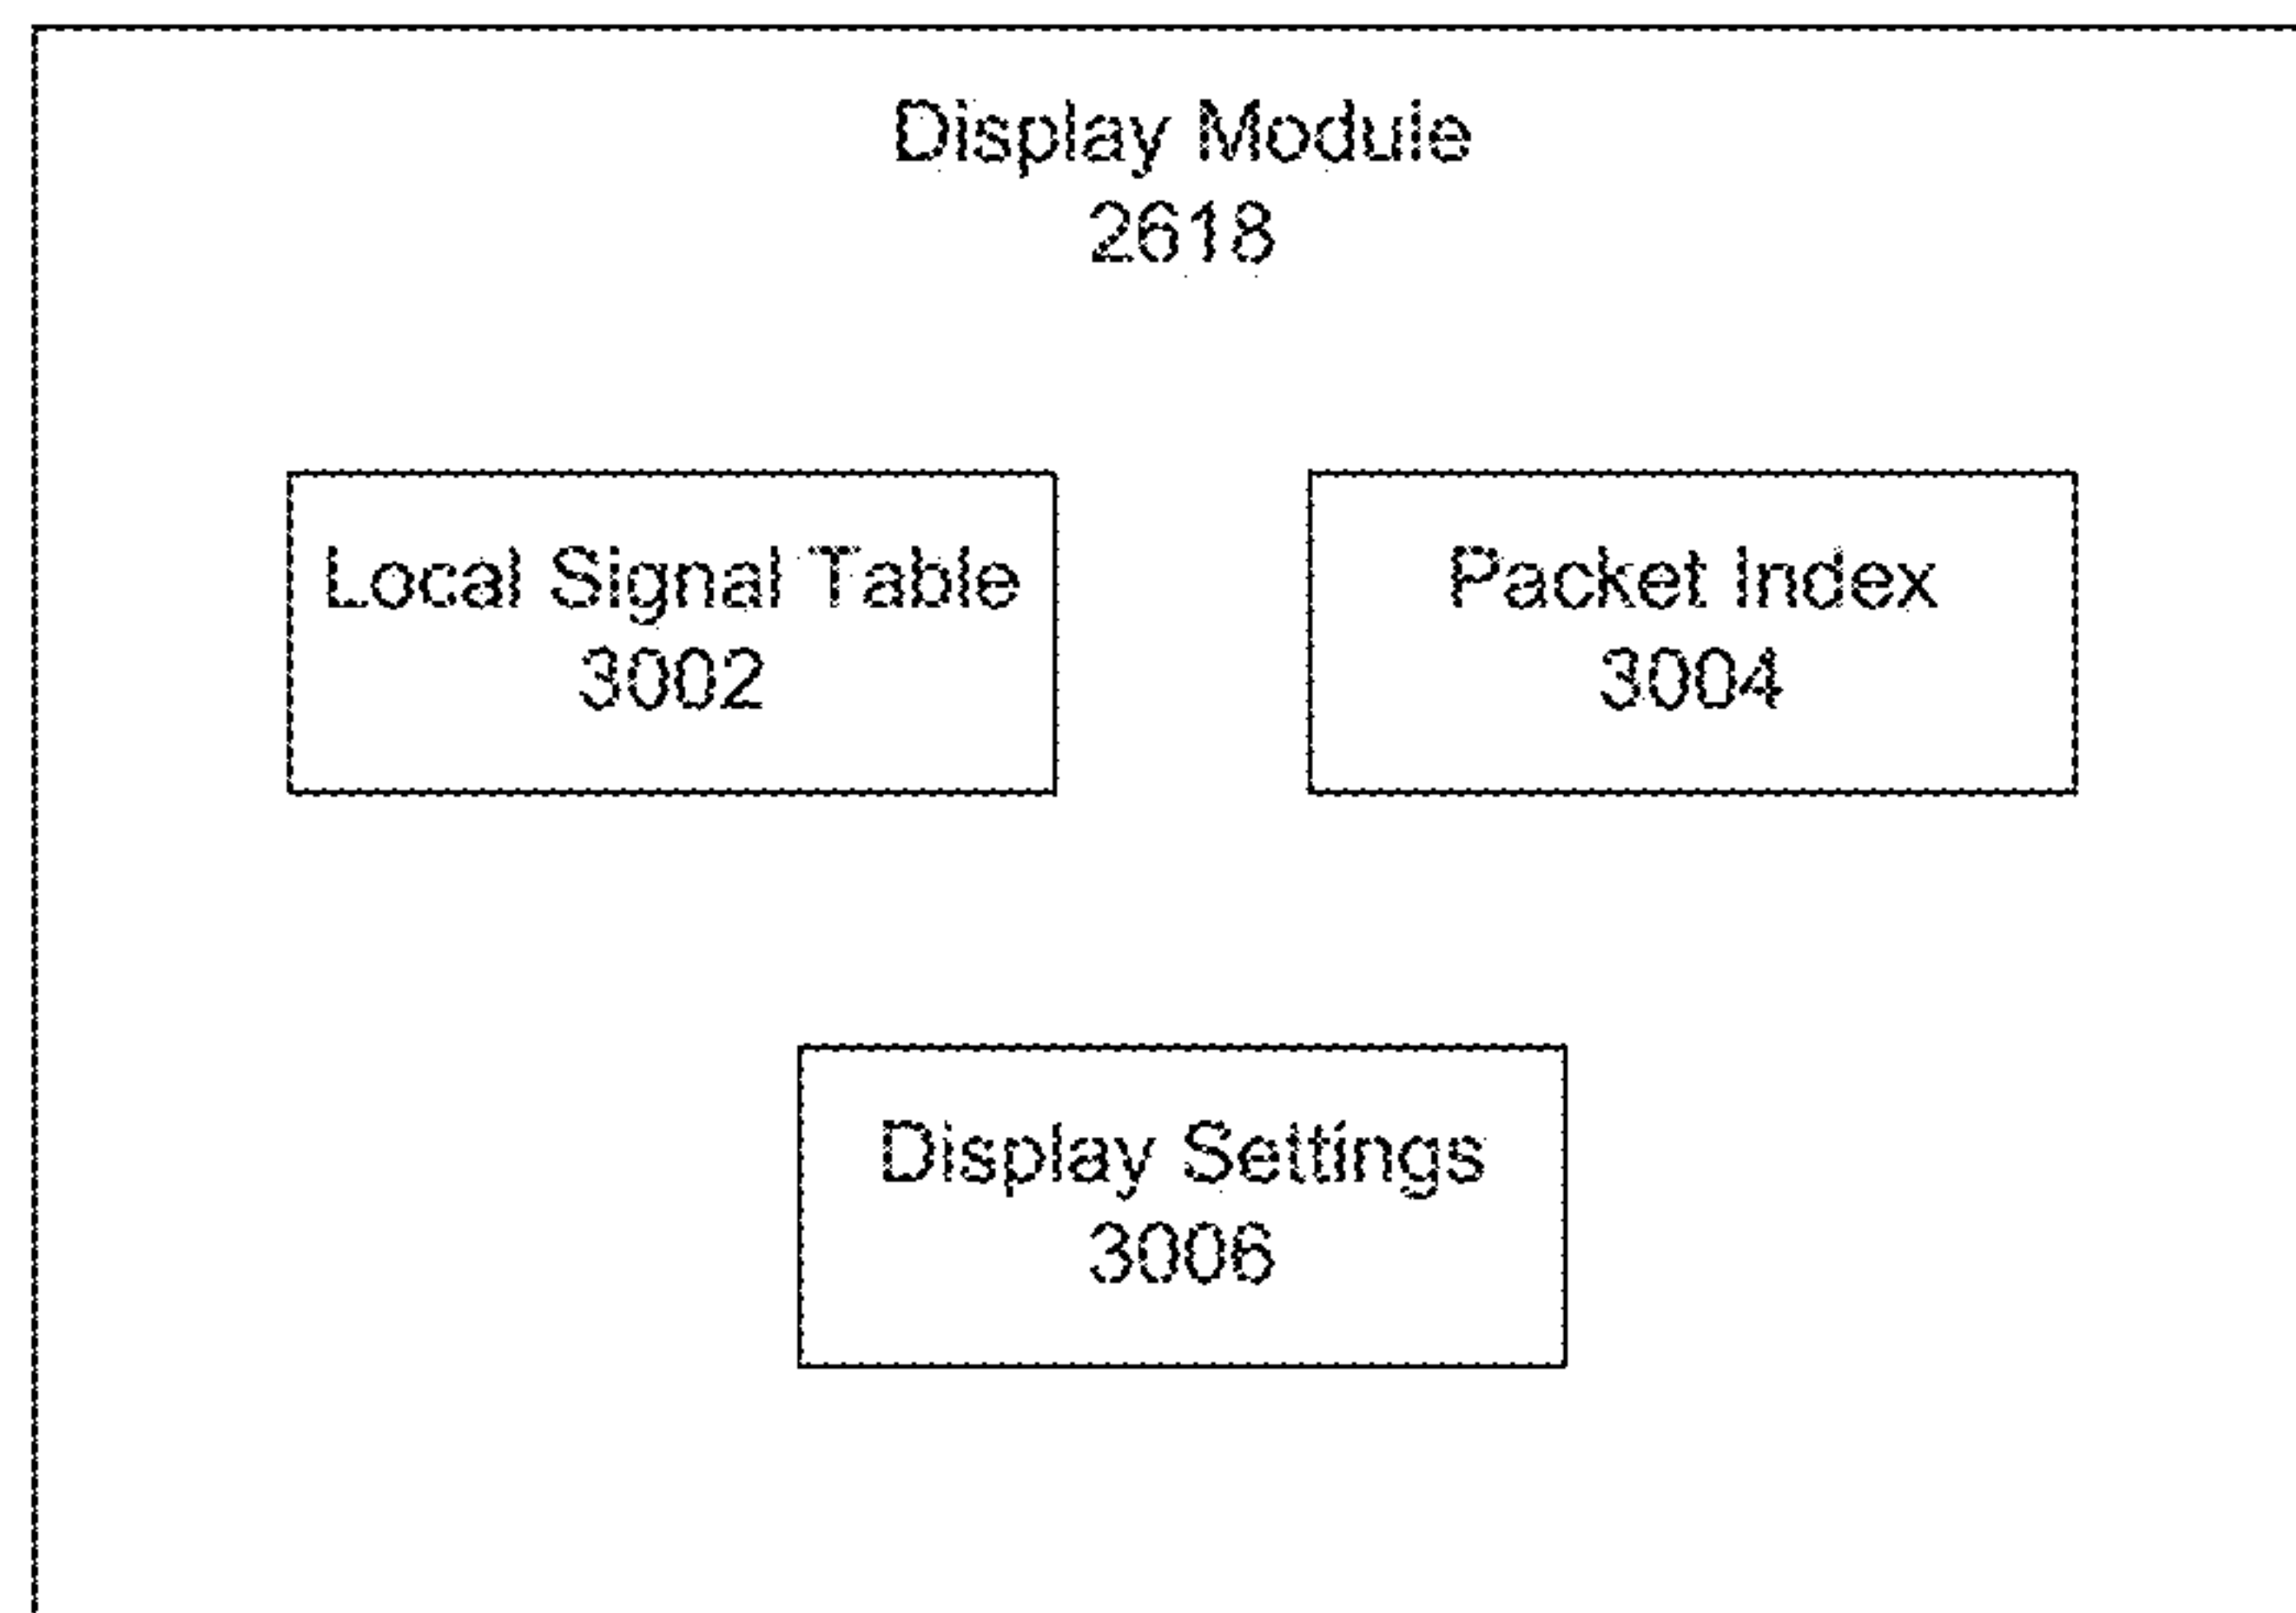 Display Module
2618
Local Signal Table
3002
Packet Index
3004
Display Settings
3006